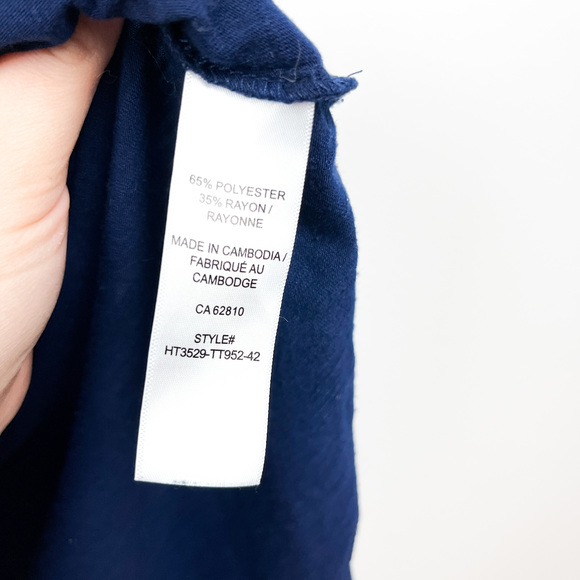 65% POLYESTER
35% RAYON /
RAYONNE
MADE IN CAMBODIA /
FABRIQUÉ AU
CAMBODGE
CA 62810
STYLE#
HT3529-TT952-42